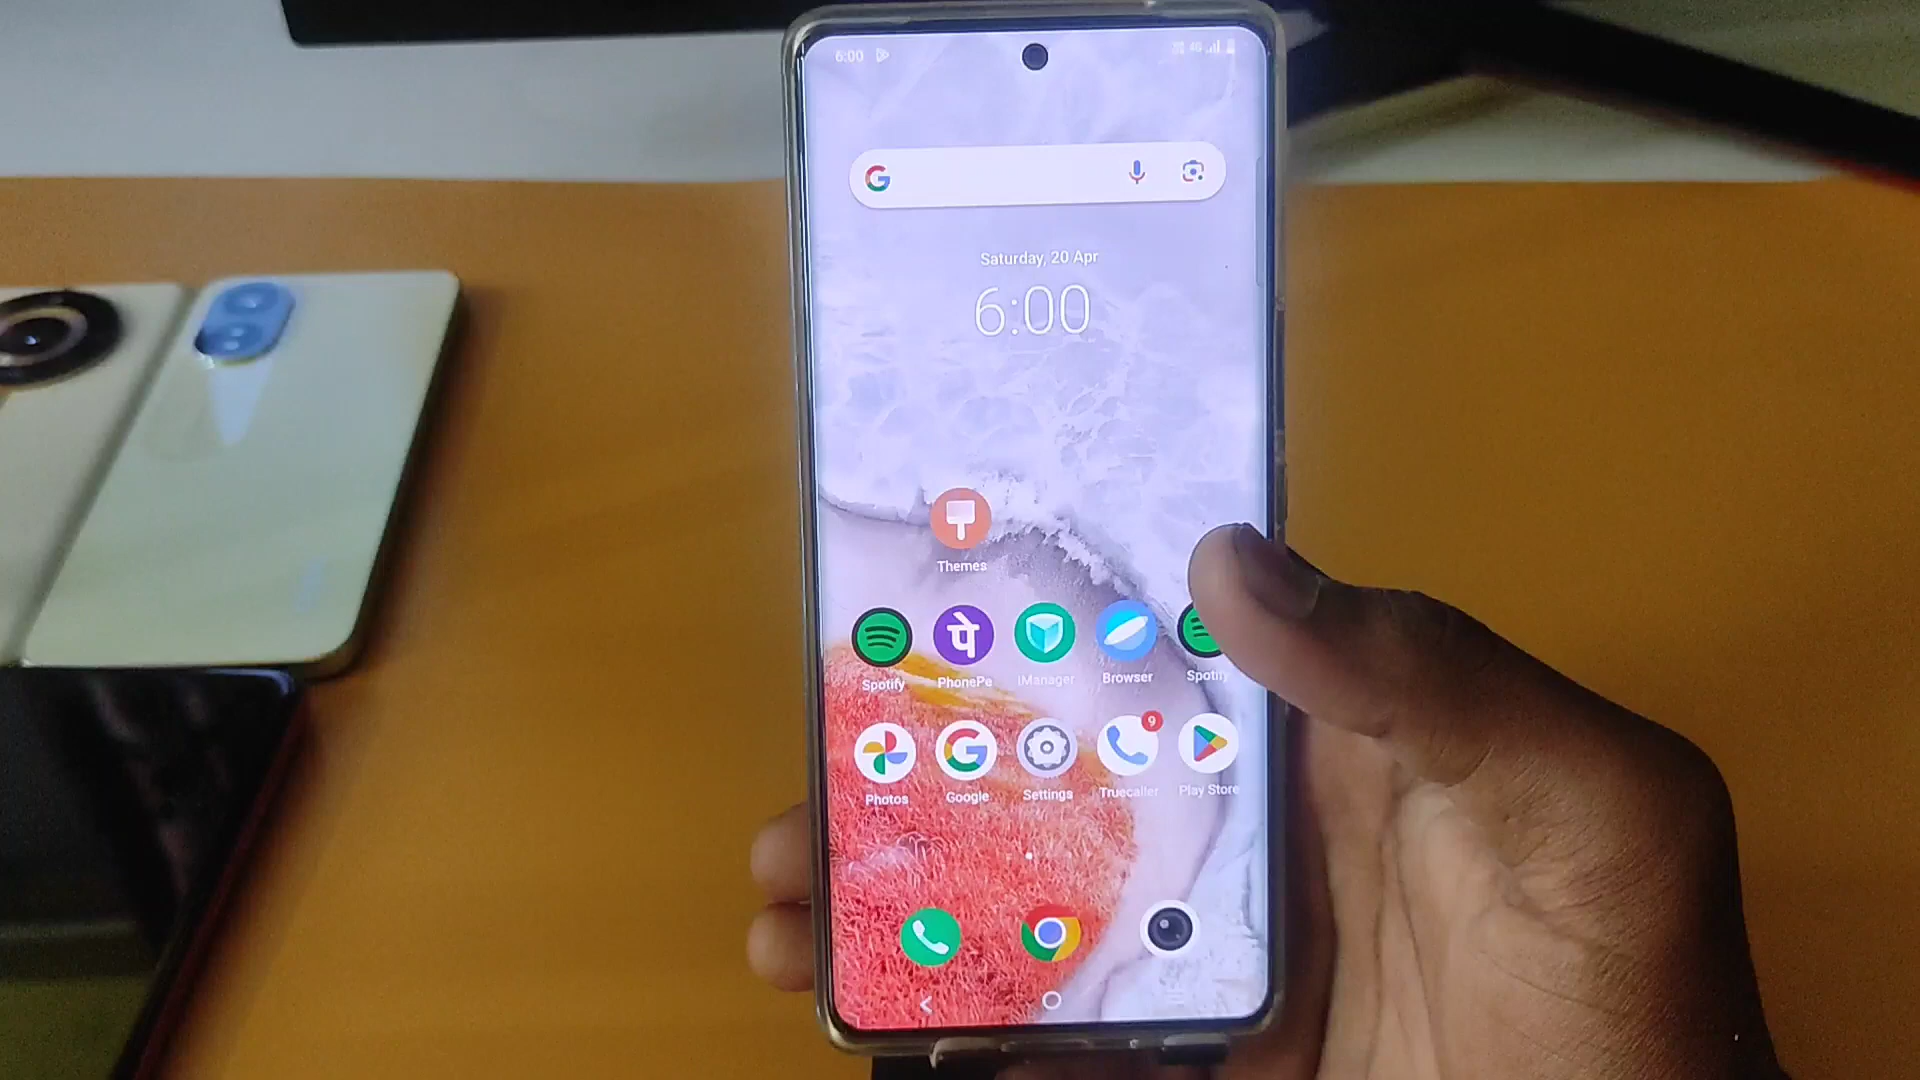 6:00
4G
Saturday, 20 Apr
6:00
Themes
Spotify पे PhonePe iManager Browser Spotify
9
Photos Google Settings Truecaller Play Store